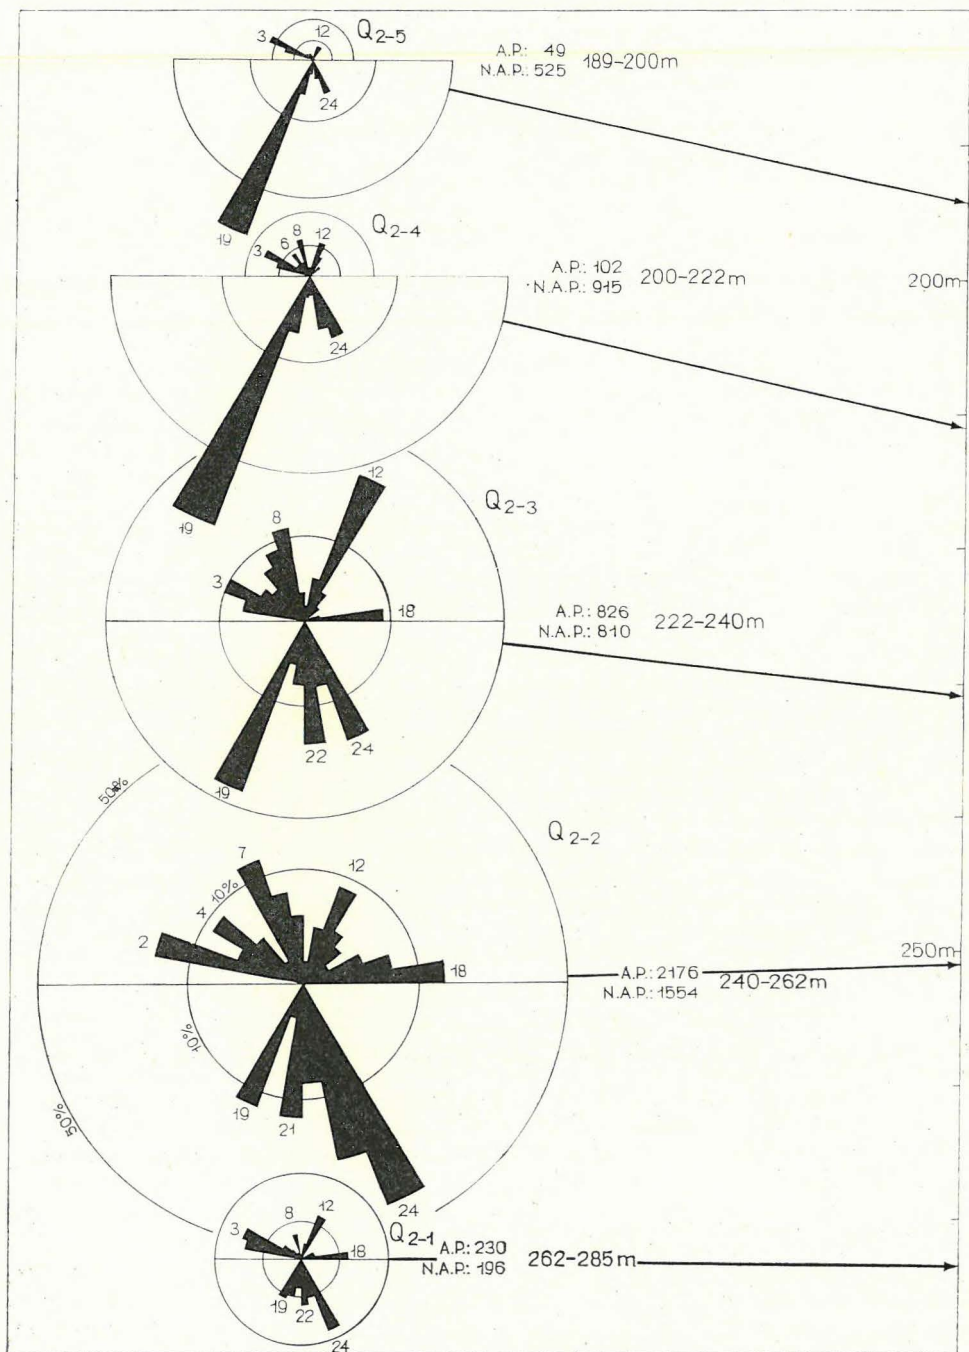 Q2-5
3
12
A.P.: 49
N.A.P.: 525
189-200m
24
19
Q2-4
3
6
8
12
A.P.: 102
N.A.P.: 915
200-222m
200m
24
19
12
Q2-3
8
3
18
A.P.: 826
N.A.P.: 810
222-240m
22
24
19
50%
Q2-2
7
12
10%
4
2
18
250m
A.P.: 2176
N.A.P.: 1554
240-262m
10%
19
21
50%
24
Q2-1
8
12
3
18
A.P.: 230
N.A.P.: 196
262-285m
19
22
24